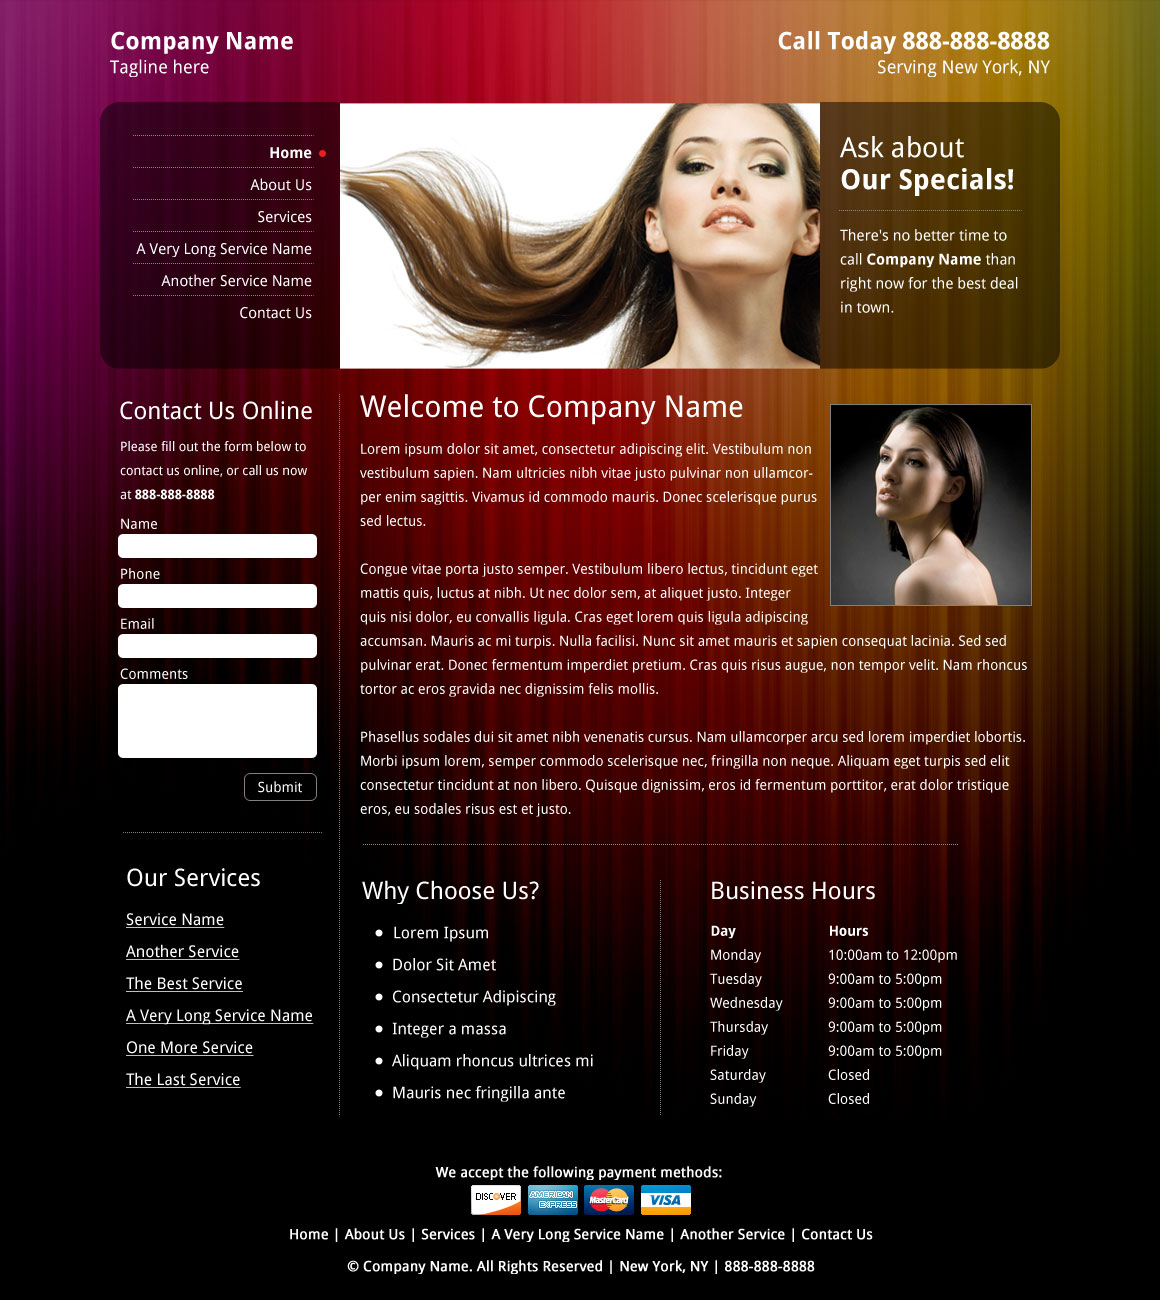 Company Name
Tagline here
Call Today 888-888-8888
Serving New York, NY
Home
About Us
Services
A Very Long Service Name
Another Service Name
Contact Us
Ask about
Our Specials!
There's no better time to
call Company Name than
right now for the best deal
in town.
Contact Us Online
Please fill out the form below to
contact us online, or call us now
at 888-888-8888
Name
Phone
Email
Comments
Submit
Our Services
Service Name
Another Service
The Best Service
A Very Long Service Name
One More Service
The Last Service
Welcome to Company Name
Lorem ipsum dolor sit amet, consectetur adipiscing elit. Vestibulum non
vestibulum sapien. Nam ultricies nibh vitae justo pulvinar non ullamcor-
per enim sagittis. Vivamus id commodo mauris. Donec scelerisque purus
sed lectus.
Congue vitae porta justo semper. Vestibulum libero lectus, tincidunt eget
mattis quis, luctus at nibh. Ut nec dolor sem, at aliquet justo. Integer
quis nisi dolor, eu convallis ligula. Cras eget lorem quis ligula adipiscing
accumsan. Mauris ac mi turpis. Nulla facilisi. Nunc sit amet mauris et sapien consequat lacinia. Sed sed
pulvinar erat. Donec fermentum imperdiet pretium. Cras quis risus augue, non tempor velit. Nam rhoncus
tortor ac eros gravida nec dignissim felis mollis.
Phasellus sodales dui sit amet nibh venenatis cursus. Nam ullamcorper arcu sed lorem imperdiet lobortis.
Morbi ipsum lorem, semper commodo scelerisque nec, fringilla non neque. Aliquam eget turpis sed elit
consectetur tincidunt at non libero. Quisque dignissim, eros id fermentum porttitor, erat dolor tristique
eros, eu sodales risus est et justo.
Why Choose Us?
Lorem Ipsum
Dolor Sit Amet
Consectetur Adipiscing
Integer a massa
Aliquam rhoncus ultrices mi
Mauris nec fringilla ante
Business Hours
Day Hours
Monday 10:00am to 12:00pm
Tuesday 9:00am to 5:00pm
Wednesday 9:00am to 5:00pm
Thursday 9:00am to 5:00pm
Friday 9:00am to 5:00pm
Saturday Closed
Sunday Closed
We accept the following payment methods:
DISCOVER AMERICAN EXPRESS MasterCard VISA
Home | About Us | Services | A Very Long Service Name | Another Service | Contact Us
© Company Name. All Rights Reserved | New York, NY | 888-888-8888